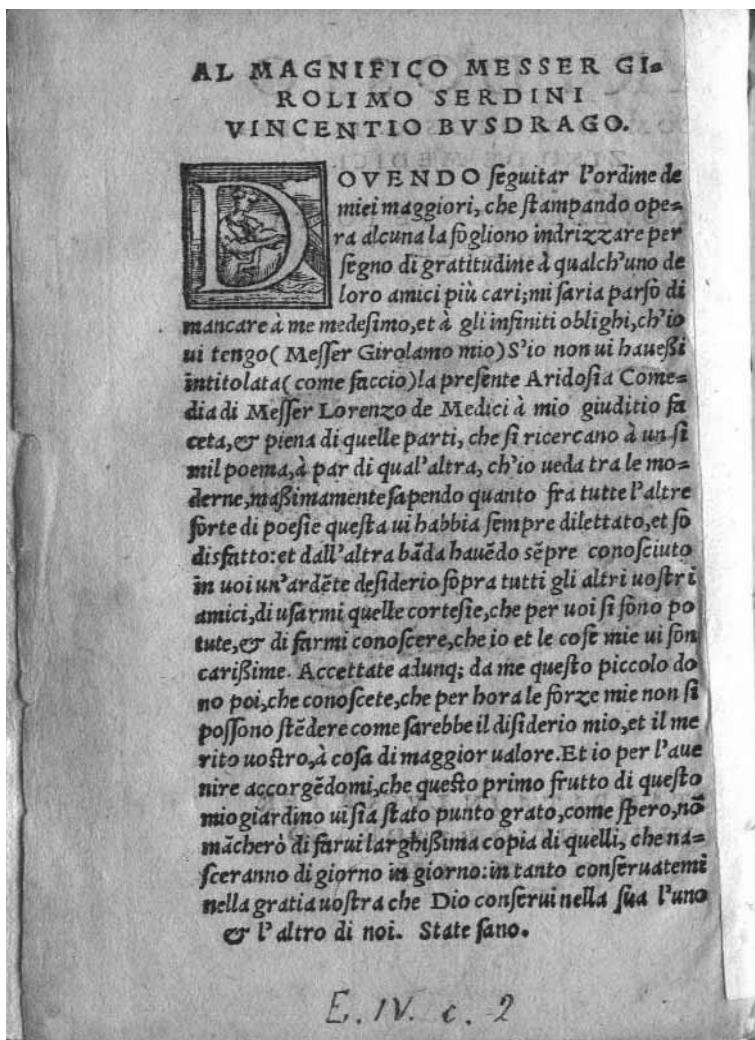 AL MAGNIFICO MESSER GI-
ROLIMO SERDINI
VINCENTIO BVSDRAGO.
DOVENDO ſeguitar l'ordine de
miei maggiori, che ſtampando ope-
ra alcuna la ſogliono indrizzare per
ſegno di gratitudine à qualch'uno de
loro amici più cari; mi ſaria parſo di
mancare à me medeſimo, et à gli infiniti oblighi, ch'io
ui tengo (Meſſer Girolamo mio) S'io non ui haueßi
intitolata (come faccio) la preſente Aridoſia Come-
dia di Meſſer Lorenzo de Medici à mio giuditio fa
ceta, & piena di quelle parti, che ſi ricercano à un ſi
mil poema, à par di qual'altra, ch'io ueda tra le mo-
derne, maßimamente ſapendo quanto fra tutte l'altre
ſorte di poeſie queſta ui habbia ſempre dilettato, et ſo
disfatto: et dall'altra bāda hauēdo sēpre conoſciuto
in uoi un'ardēte deſiderio ſopra tutti gli altri uoſtri
amici, di uſarmi quelle corteſie, che per uoi ſi ſono po
tute, & di farmi conoſcere, che io et le coſe mie ui ſon
carißime. Accettate adunq; da me queſto piccolo do
no poi, che conoſcete, che per hora le forze mie non ſi
poſſono ſtēdere come ſarebbe il diſiderio mio, et il me
rito uoſtro, à coſa di maggior ualore. Et io per l'aue
nire accorgēdomi, che queſto primo frutto di queſto
mio giardino ui ſia ſtato punto grato, come ſpero, nō
mācherò di farui larghißima copia di quelli, che na-
ſceranno di giorno in giorno: in tanto conſeruatemi
nella gratia uoſtra che Dio conſerui nella ſua l'uno
& l'altro di noi. State ſano.
E. IV. c. 2